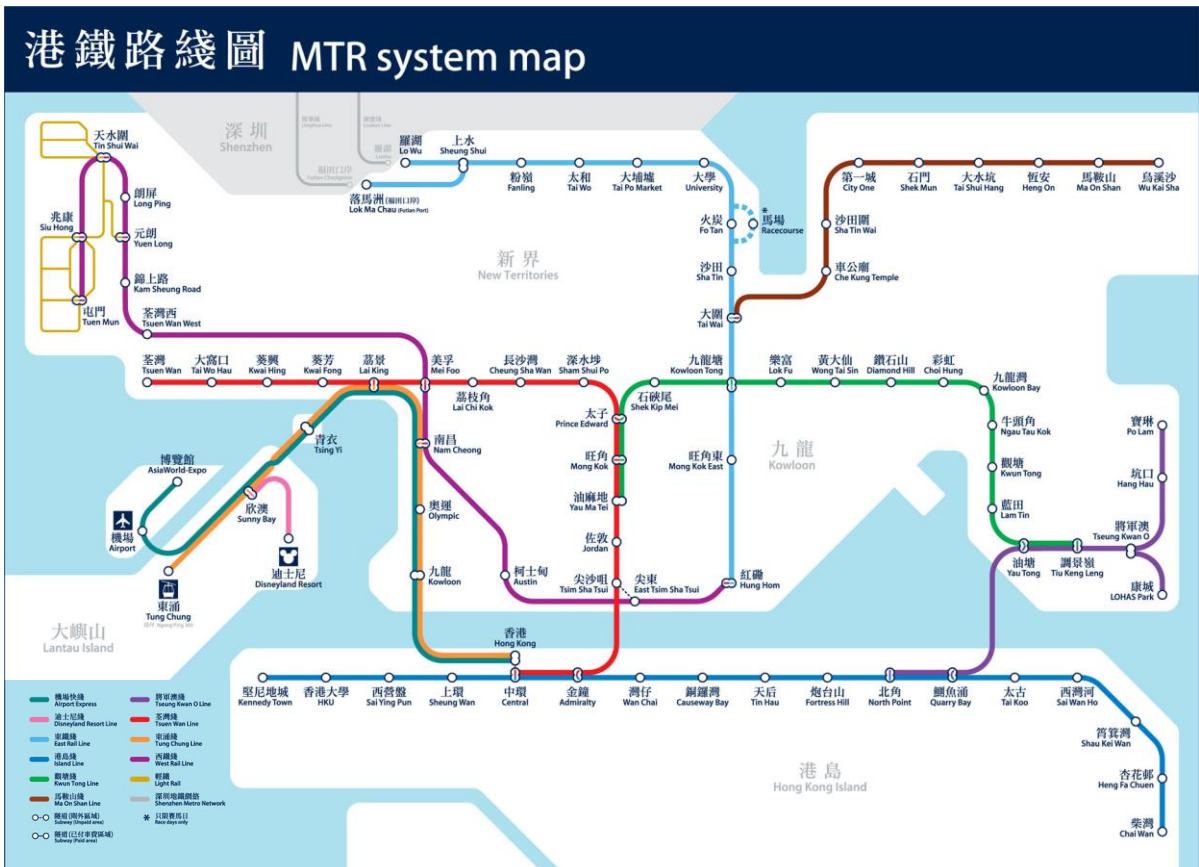 港鐵路綫圖 MTR system map
深圳
Shenzhen
新界
New Territories
九龍
Kowloon
大嶼山
Lantau Island
港島
Hong Kong Island
天水圍
Tin Shui Wai
朗屏
Long Ping
兆康
Siu Hong
元朗
Yuen Long
錦上路
Kam Sheung Road
屯門
Tuen Mun
荃灣西
Tsuen Wan West
羅湖
Lo Wu
上水
Sheung Shui
落馬洲(福田口岸)
Lok Ma Chau (Futian Port)
粉嶺
Fanling
太和
Tai Wo
大埔墟
Tai Po Market
大學
University
火炭
Fo Tan
*
馬場
Racecourse
沙田
Sha Tin
大圍
Tai Wai
第一城
City One
石門
Shek Mun
大水坑
Tai Shui Hang
恆安
Heng On
馬鞍山
Ma On Shan
烏溪沙
Wu Kai Sha
沙田圍
Sha Tin Wai
車公廟
Che Kung Temple
荃灣
Tsuen Wan
大窩口
Tai Wo Hau
葵興
Kwai Hing
葵芳
Kwai Fong
荔景
Lai King
美孚
Mei Foo
荔枝角
Lai Chi Kok
長沙灣
Cheung Sha Wan
深水埗
Sham Shui Po
太子
Prince Edward
石硤尾
Shek Kip Mei
九龍塘
Kowloon Tong
樂富
Lok Fu
黃大仙
Wong Tai Sin
鑽石山
Diamond Hill
彩虹
Choi Hung
九龍灣
Kowloon Bay
牛頭角
Ngau Tau Kok
觀塘
Kwun Tong
藍田
Lam Tin
油塘
Yau Tong
調景嶺
Tiu Keng Leng
將軍澳
Tseung Kwan O
寶琳
Po Lam
坑口
Hang Hau
康城
LOHAS Park
青衣
Tsing Yi
南昌
Nam Cheong
旺角
Mong Kok
旺角東
Mong Kok East
油麻地
Yau Ma Tei
佐敦
Jordan
尖沙咀
Tsim Sha Tsui
尖東
East Tsim Sha Tsui
紅磡
Hung Hom
柯士甸
Austin
奧運
Olympic
九龍
Kowloon
博覽館
AsiaWorld-Expo
機場
Airport
欣澳
Sunny Bay
迪士尼
Disneyland Resort
東涌
Tung Chung
香港
Hong Kong
堅尼地城
Kennedy Town
香港大學
HKU
西營盤
Sai Ying Pun
上環
Sheung Wan
中環
Central
金鐘
Admiralty
灣仔
Wan Chai
銅鑼灣
Causeway Bay
天后
Tin Hau
炮台山
Fortress Hill
北角
North Point
鰂魚涌
Quarry Bay
太古
Tai Koo
西灣河
Sai Wan Ho
筲箕灣
Shau Kei Wan
杏花邨
Heng Fa Chuen
柴灣
Chai Wan
機場快綫
Airport Express
迪士尼綫
Disneyland Resort Line
東鐵綫
East Rail Line
港島綫
Island Line
觀塘綫
Kwun Tong Line
馬鞍山綫
Ma On Shan Line
隧道(閘外區域)
Subway (Unpaid area)
隧道(已付車費區域)
Subway (Paid area)
將軍澳綫
Tseung Kwan O Line
荃灣綫
Tsuen Wan Line
東涌綫
Tung Chung Line
西鐵綫
West Rail Line
輕鐵
Light Rail
深圳地鐵網絡
Shenzhen Metro Network
* 只限賽馬日
Race days only